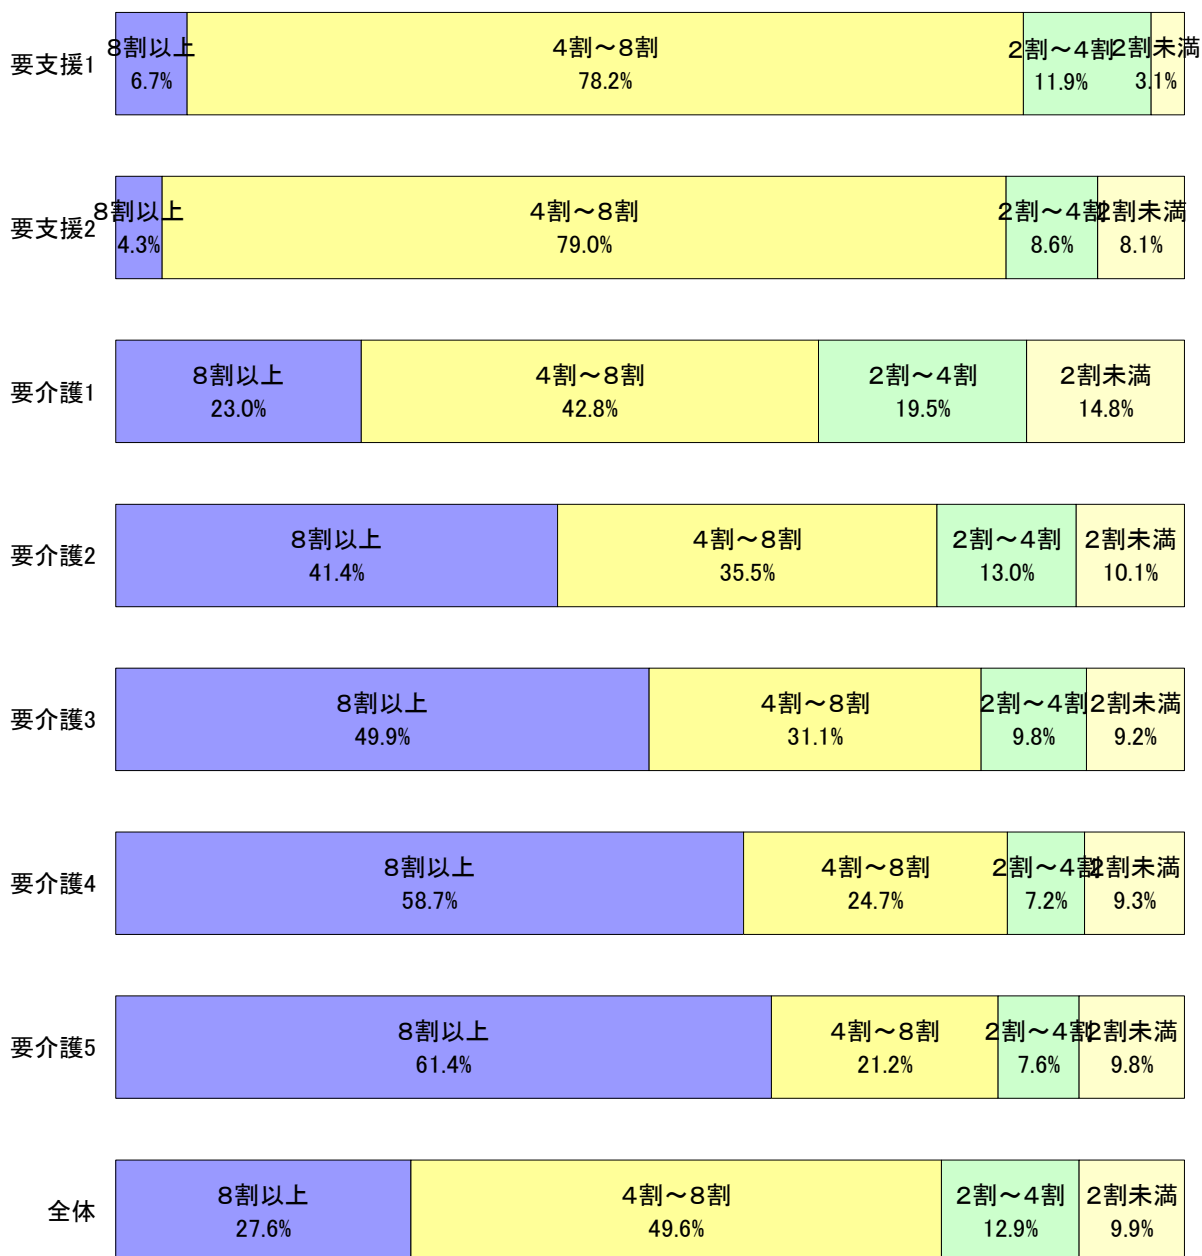 要支援1
8割以上
6.7%
4割～8割
78.2%
2割～4割
11.9%
2割未満
3.1%
要支援2
8割以上
4.3%
4割～8割
79.0%
2割～4割
8.6%
2割未満
8.1%
要介護1
8割以上
23.0%
4割～8割
42.8%
2割～4割
19.5%
2割未満
14.8%
要介護2
8割以上
41.4%
4割～8割
35.5%
2割～4割
13.0%
2割未満
10.1%
要介護3
8割以上
49.9%
4割～8割
31.1%
2割～4割
9.8%
2割未満
9.2%
要介護4
8割以上
58.7%
4割～8割
24.7%
2割～4割
7.2%
2割未満
9.3%
要介護5
8割以上
61.4%
4割～8割
21.2%
2割～4割
7.6%
2割未満
9.8%
全体
8割以上
27.6%
4割～8割
49.6%
2割～4割
12.9%
2割未満
9.9%